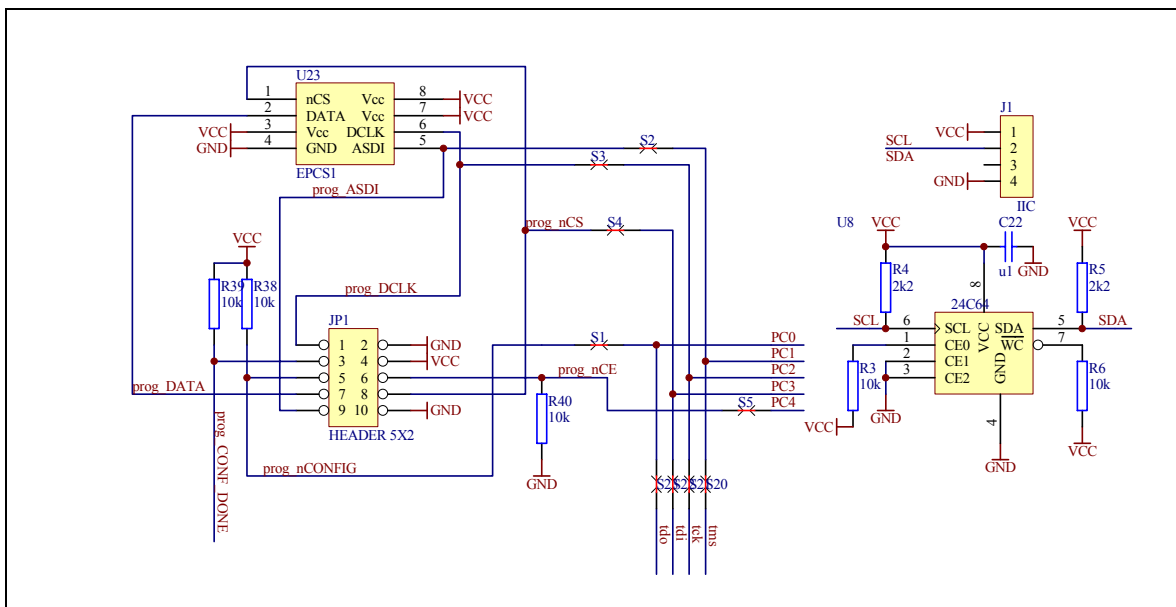 U23
1 nCS Vcc 8 VCC
2 DATA Vcc 7 VCC
VCC 3 Vcc DCLK 6
GND 4 GND ASDI 5
EPCS1
S2
S3
prog_ASDI
prog_nCS S4
VCC
R39 10k
R38 10k
prog_DCLK
JP1
1 2 GND
3 4 VCC
5 6
7 8
9 10 GND
HEADER 5X2
prog_DATA
prog_CONF_DONE
prog_nCONFIG
S1
prog_nCE
R40
10k
GND
S5
PC0
PC1
PC2
PC3
PC4
S20
tdo
tdi
tck
tms
J1
VCC 1
SCL 2
SDA 3
GND 4
IIC
U8
VCC
C22
u1
GND
VCC
R4
2k2
R5
2k2
8
24C64
SCL 6 SCL VCC SDA 5 SDA
1 CE0 WC 7
2 CE1 GND
3 CE2
R3
10k
GND
VCC
4
GND
R6
10k
VCC